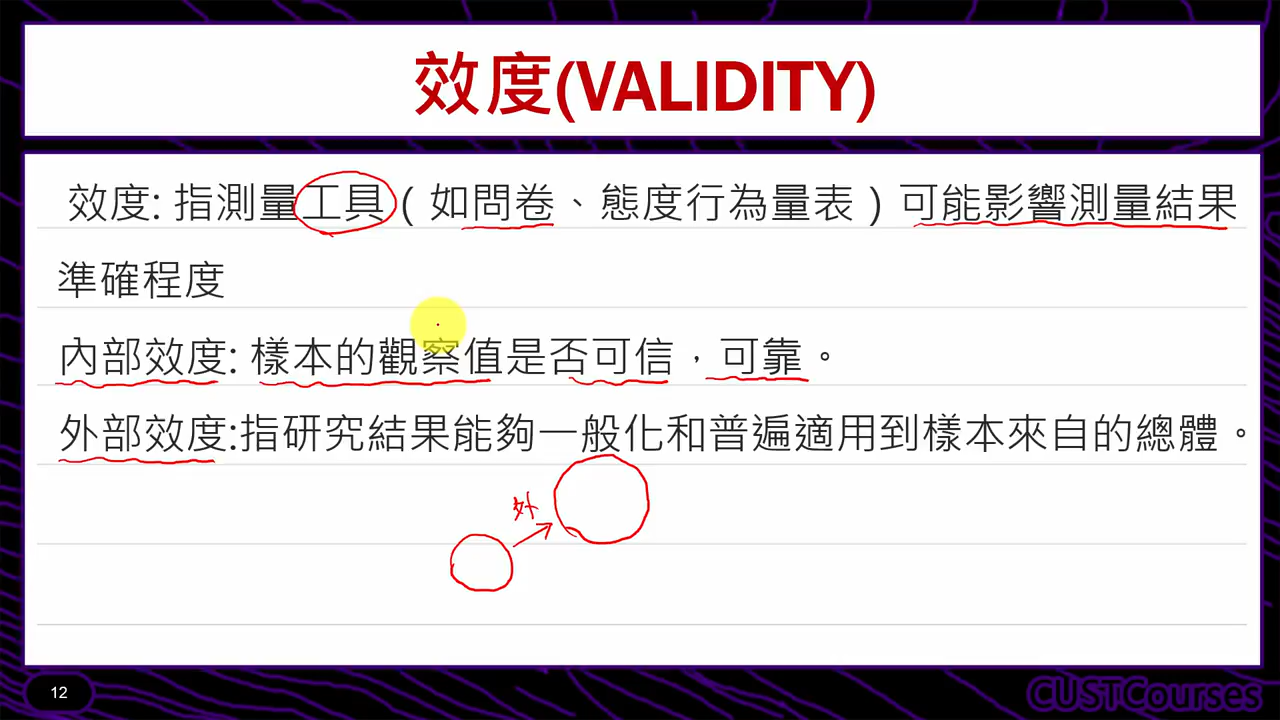 效度(VALIDITY)
效度: 指測量工具(如問卷、態度行為量表)可能影響測量結果
準確程度
內部效度: 樣本的觀察值是否可信,可靠。
外部效度:指研究結果能夠一般化和普遍適用到樣本來自的總體。
外
12
CUSTCourses